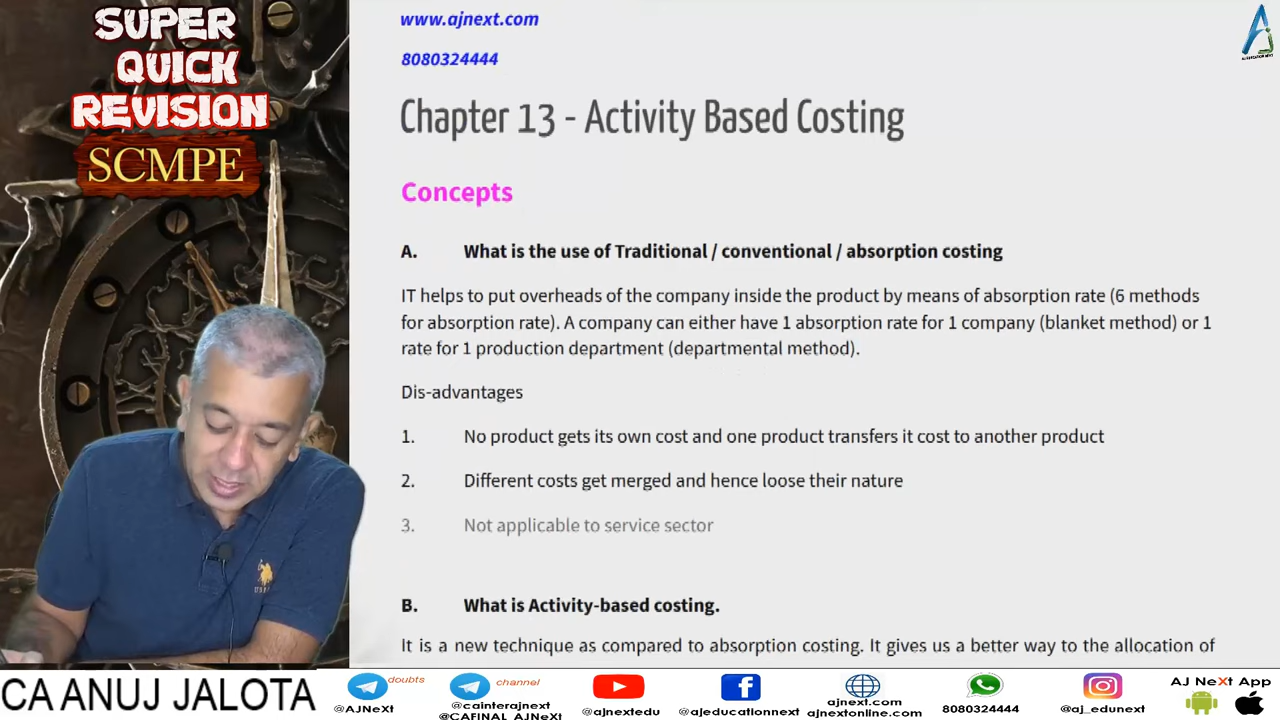 SUPER
QUICK
REVISION
SCMPE
www.ajnext.com
8080324444
Chapter 13 - Activity Based Costing
Concepts
A. What is the use of Traditional / conventional / absorption costing
IT helps to put overheads of the company inside the product by means of absorption rate (6 methods
for absorption rate). A company can either have 1 absorption rate for 1 company (blanket method) or 1
rate for 1 production department (departmental method).
Dis-advantages
1. No product gets its own cost and one product transfers it cost to another product
2. Different costs get merged and hence loose their nature
3. Not applicable to service sector
B. What is Activity-based costing.
It is a new technique as compared to absorption costing. It gives us a better way to the allocation of
CA ANUJ JALOTA
doubts
@AJNeXt
channel
@cainterajnext
@CAFINAL_AJNeXt
@ajnextedu
@ajeducationnext
ajnext.com
ajnextonline.com
8080324444
@aj_edunext
AJ NeXt App